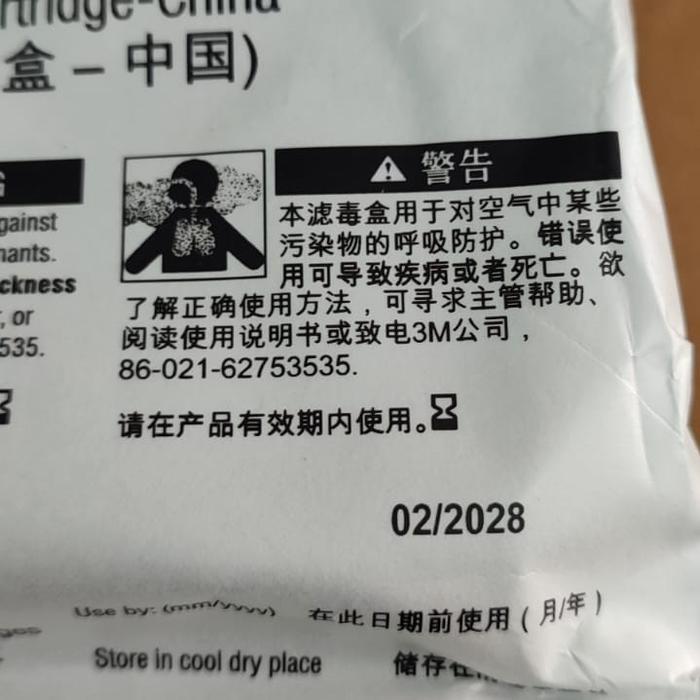 rtridge-China
盒 – 中国)
警告
gainst
nants.
ckness
, or
535.
本滤毒盒用于对空气中某些
污染物的呼吸防护。错误使
用可导致疾病或者死亡。欲
了解正确使用方法，可寻求主管帮助、
阅读使用说明书或致电3M公司，
86-021-62753535.
请在产品有效期内使用。
02/2028
Use by: (mm/yyyy) 在此日期前使用 ( 月/年 )
Store in cool dry place 储存在